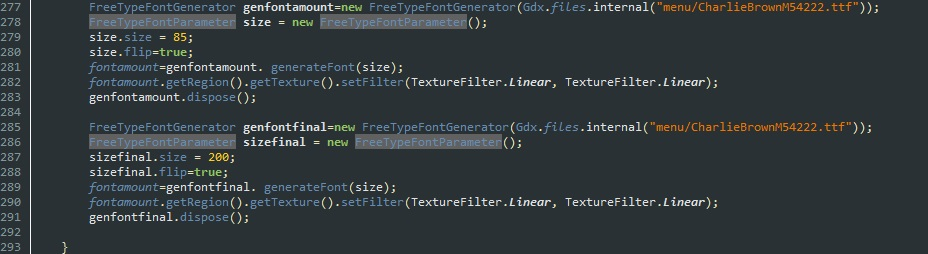 277 FreeTypeFontGenerator genfontamount=new FreeTypeFontGenerator(Gdx.files.internal("menu/CharlieBrownM54222.ttf"));
278 FreeTypeFontParameter size = new FreeTypeFontParameter();
279 size.size = 85;
280 size.flip=true;
281 fontamount=genfontamount. generateFont(size);
282 fontamount.getRegion().getTexture().setFilter(TextureFilter.Linear, TextureFilter.Linear);
283 genfontamount.dispose();
284
285 FreeTypeFontGenerator genfontfinal=new FreeTypeFontGenerator(Gdx.files.internal("menu/CharlieBrownM54222.ttf"));
286 FreeTypeFontParameter sizefinal = new FreeTypeFontParameter();
287 sizefinal.size = 200;
288 sizefinal.flip=true;
289 fontamount=genfontfinal. generateFont(size);
290 fontamount.getRegion().getTexture().setFilter(TextureFilter.Linear, TextureFilter.Linear);
291 genfontfinal.dispose();
292
293 }